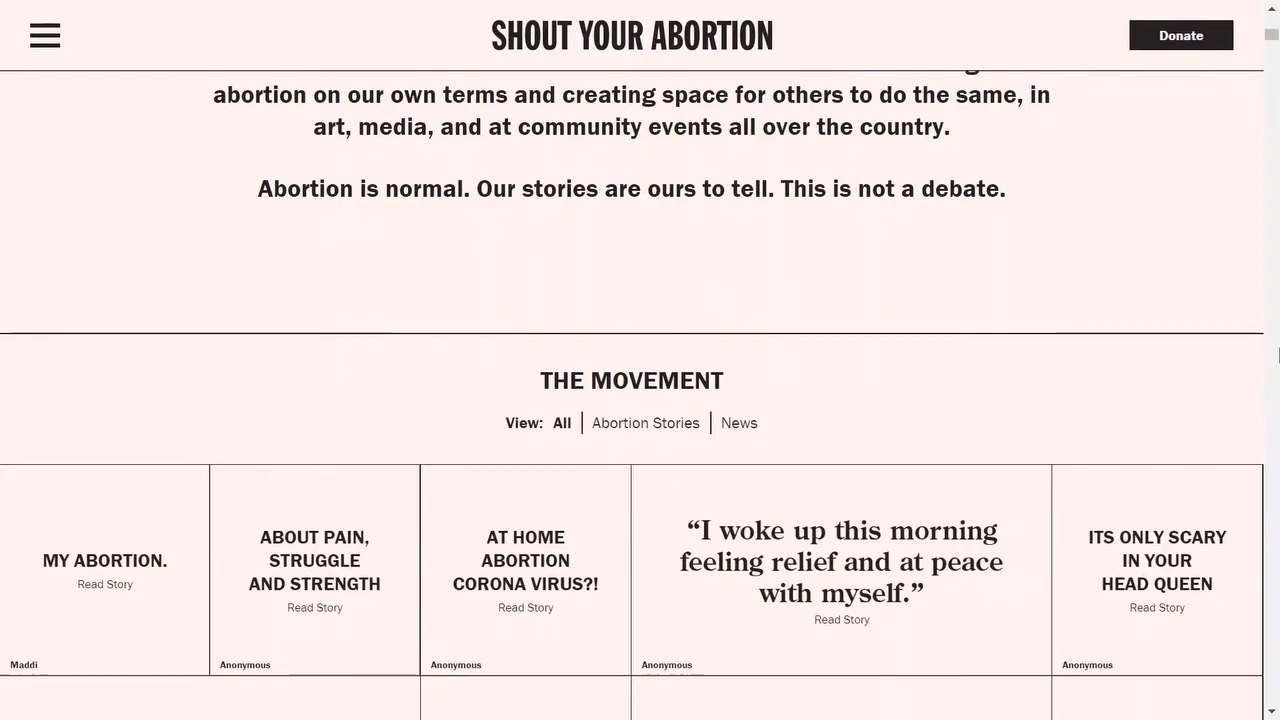 SHOUT YOUR ABORTION
Donate
abortion on our own terms and creating space for others to do the same, in
art, media, and at community events all over the country.
Abortion is normal. Our stories are ours to tell. This is not a debate.
THE MOVEMENT
View: All | Abortion Stories | News
MY ABORTION.
Read Story
Maddi
ABOUT PAIN,
STRUGGLE
AND STRENGTH
Read Story
Anonymous
AT HOME
ABORTION
CORONA VIRUS?!
Read Story
Anonymous
“I woke up this morning
feeling relief and at peace
with myself.”
Read Story
Anonymous
ITS ONLY SCARY
IN YOUR
HEAD QUEEN
Read Story
Anonymous